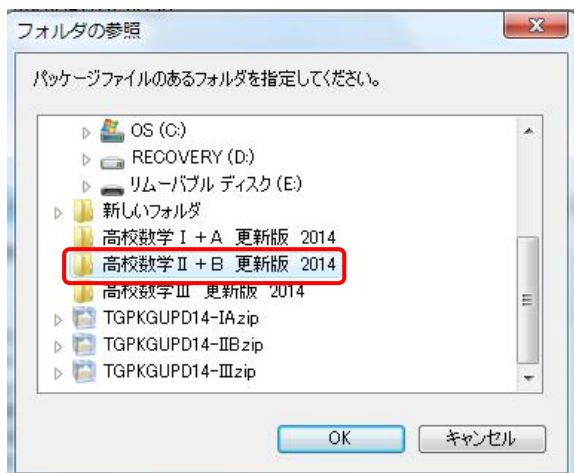 フォルダの参照
パッケージファイルのあるフォルダを指定してください。
OS (C:)
RECOVERY (D:)
リムーバブル ディスク (E:)
新しいフォルダ
高校数学Ⅰ+A 更新版 2014
高校数学Ⅱ+B 更新版 2014
高校数学Ⅲ 更新版 2014
TGPKGUPD14-ⅠAzip
TGPKGUPD14-ⅡBzip
TGPKGUPD14-Ⅲzip
OK
キャンセル